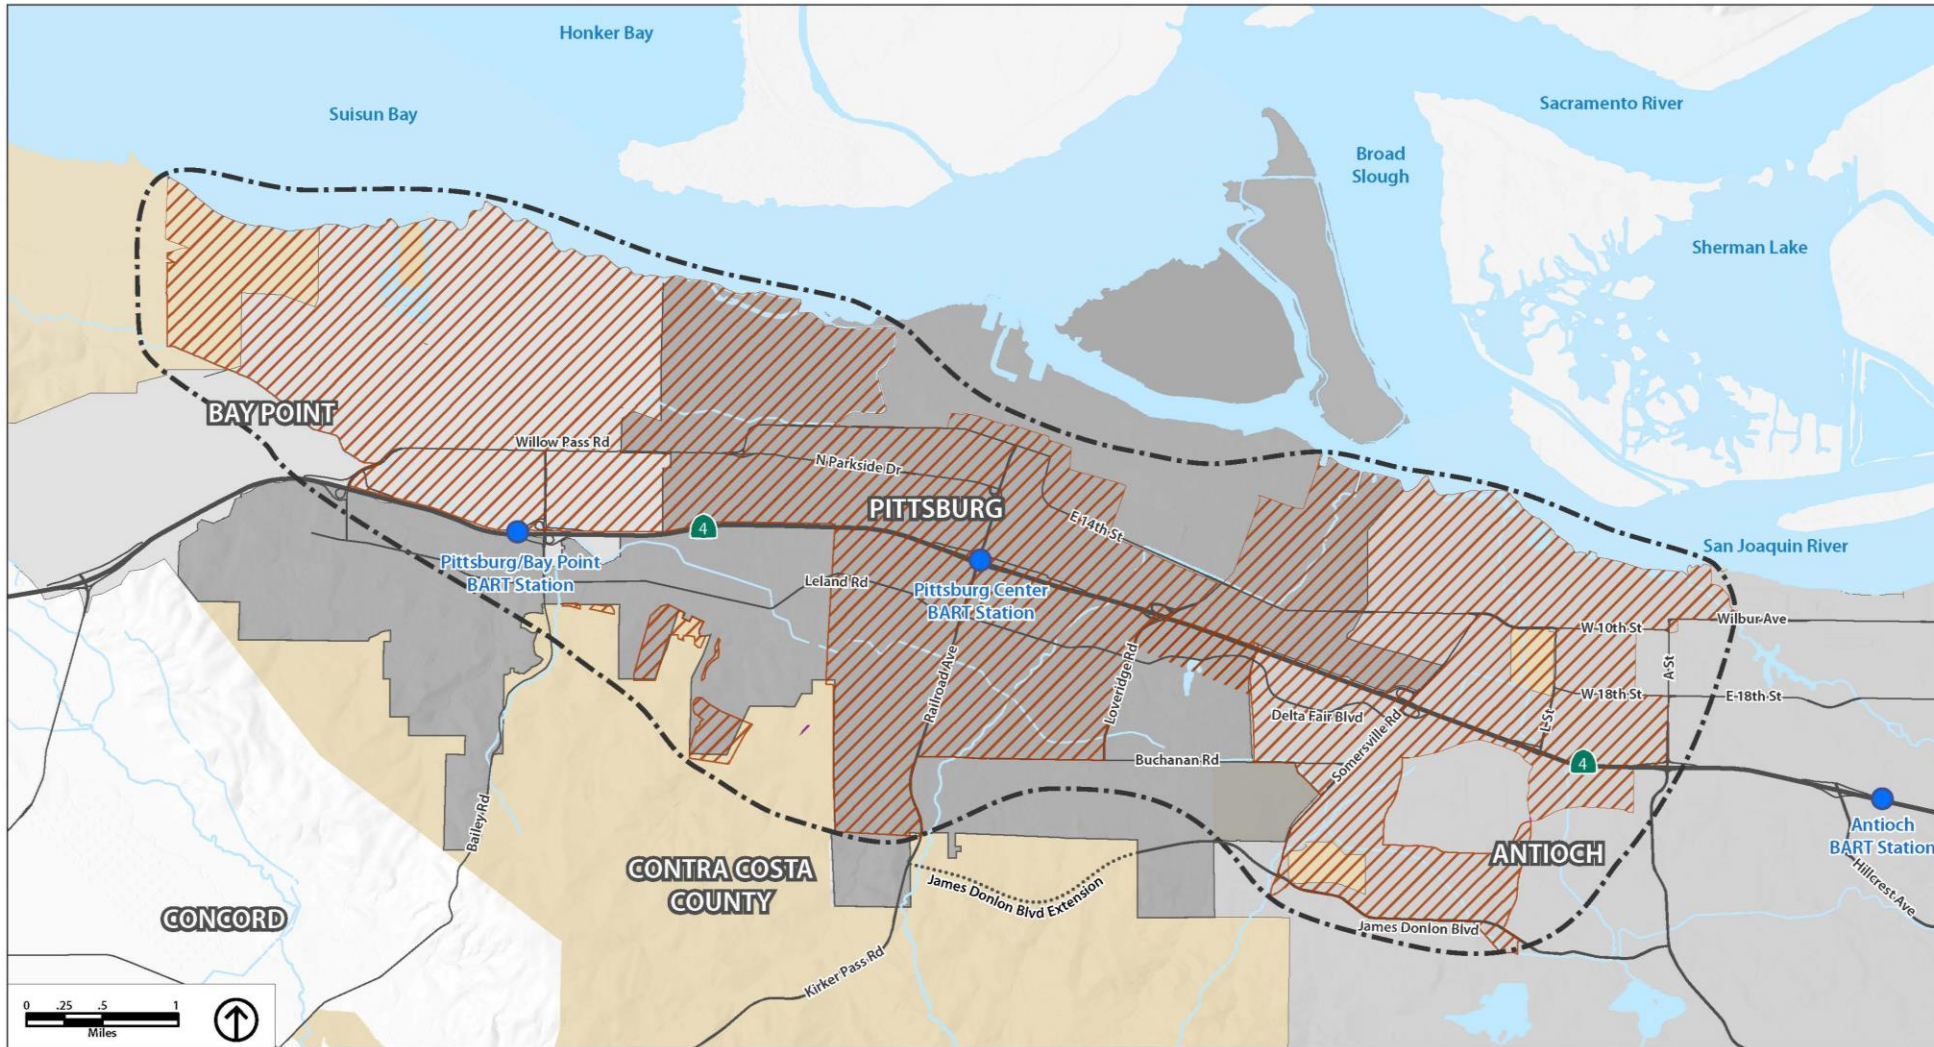 Honker Bay
Suisun Bay
Sacramento River
Broad
Slough
Sherman Lake
BAY POINT
Willow Pass Rd
N Parkside Dr
PITTSBURG
E 14th St
4
San Joaquin River
Pittsburg/Bay Point
BART Station
Leland Rd
Pittsburg Center
BART Station
Wilbur Ave
W 10th St
A St
Railroad Ave
Loveridge Rd
W 18th St
E 18th St
Delta Fair Blvd
L St
Somersville Rd
Buchanan Rd
4
Bailey Rd
Antioch
BART Station
ANTIOCH
CONTRA COSTA
COUNTY
James Donlon Blvd Extension
Hillcrest Ave
CONCORD
James Donlon Blvd
Kirker Pass Rd
0 .25 .5 1
Miles